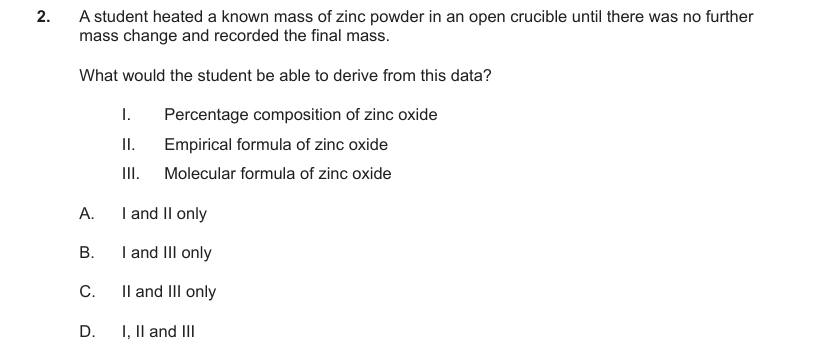 2. A student heated a known mass of zinc powder in an open crucible until there was no further
mass change and recorded the final mass.
What would the student be able to derive from this data?
I. Percentage composition of zinc oxide
II. Empirical formula of zinc oxide
III. Molecular formula of zinc oxide
A. I and II only
B. I and III only
C. II and III only
D. I, II and III